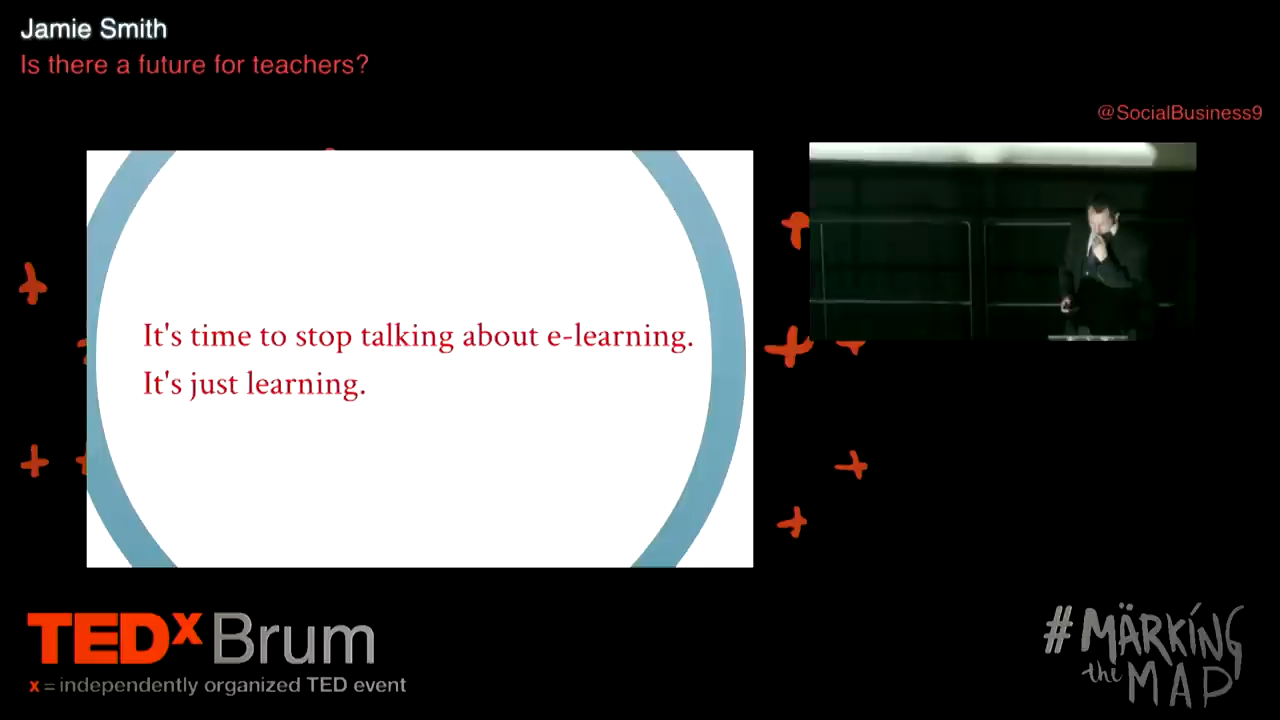 Jamie Smith
Is there a future for teachers?
@SocialBusiness9
It's time to stop talking about e-learning.
It's just learning.
TEDx Brum
x = independently organized TED event
#MÄRKÍNG
the MAP